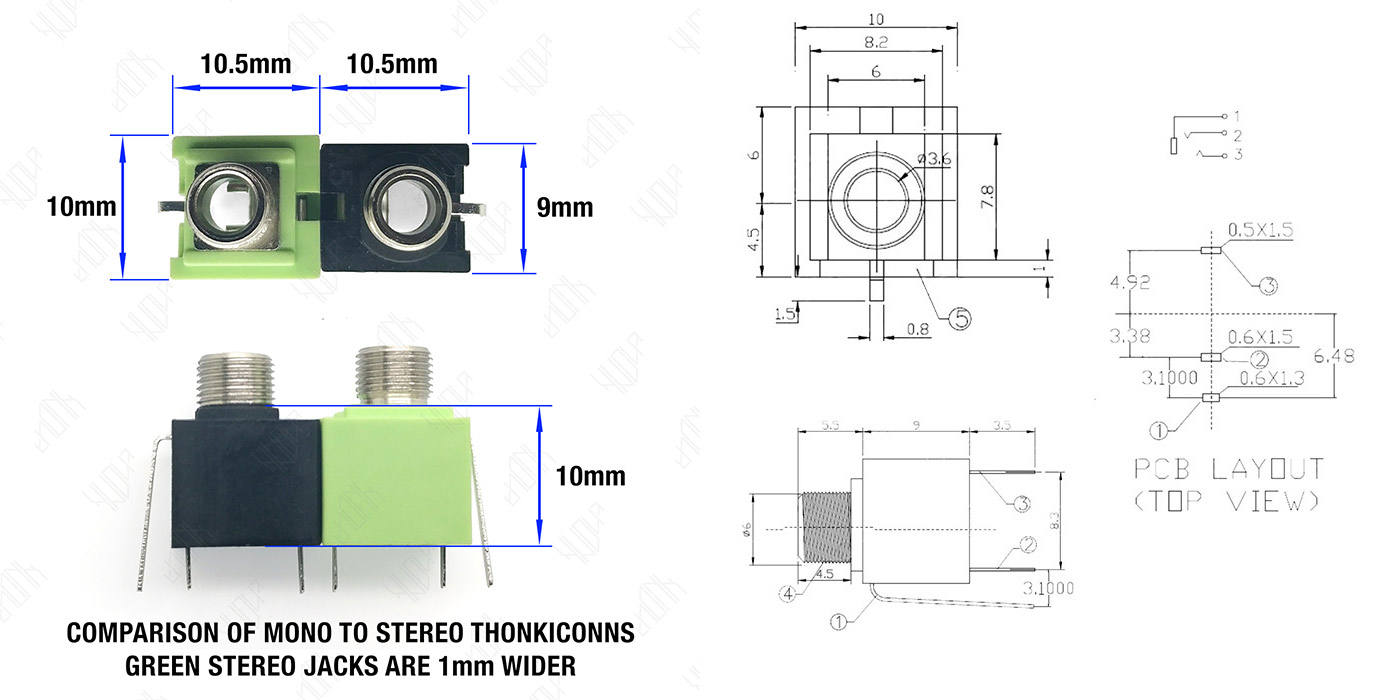 10.5mm
10.5mm
10mm
9mm
10mm
COMPARISON OF MONO TO STEREO THONKICONNS
GREEN STEREO JACKS ARE 1mm WIDER
10
8.2
6
6
4.5
1.5
ø3.6
7.8
1
0.8
5
1
2
3
0.5X1.5
3
4.92
3.38
0.6X1.5
2
6.48
3.1000
0.6X1.3
1
PCB LAYOUT
(TOP VIEW)
5.5
9
3.5
3
ø6
8.3
2
4.5
4
3.1000
1